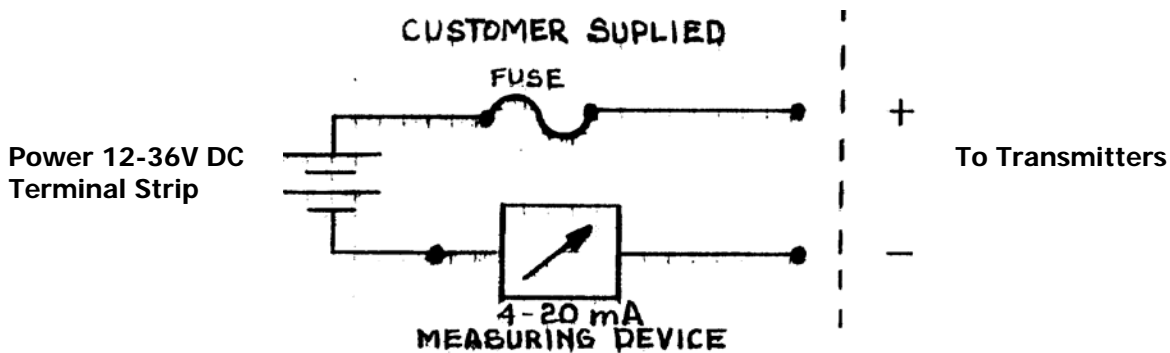 CUSTOMER SUPLIED
FUSE
+
Power 12-36V DC
Terminal Strip
To Transmitters
−
4-20 mA
MEASURING DEVICE